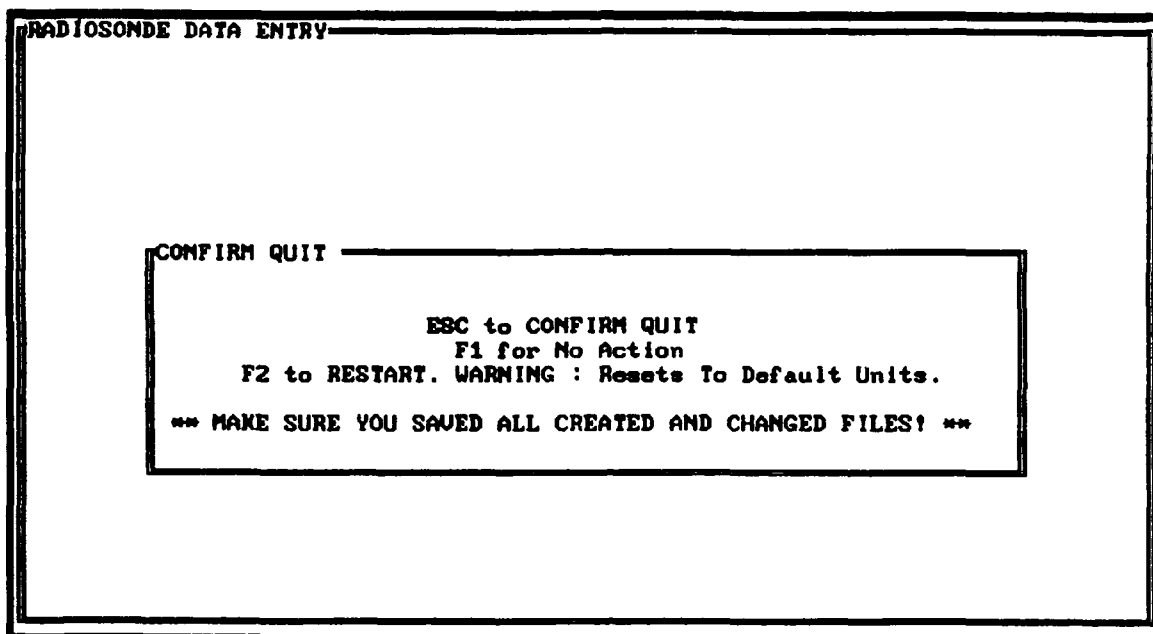 RADIOSONDE DATA ENTRY
CONFIRM QUIT
ESC to CONFIRM QUIT
F1 for No Action
F2 to RESTART. WARNING : Resets To Default Units.
** MAKE SURE YOU SAVED ALL CREATED AND CHANGED FILES! **